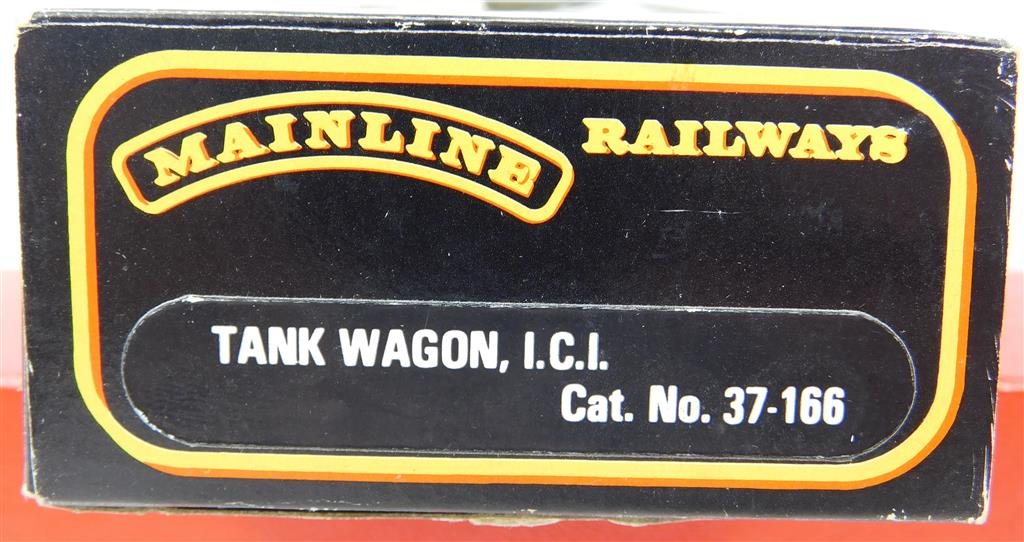 MAINLINE RAILWAYS
TANK WAGON, I.C.I.
Cat. No. 37-166